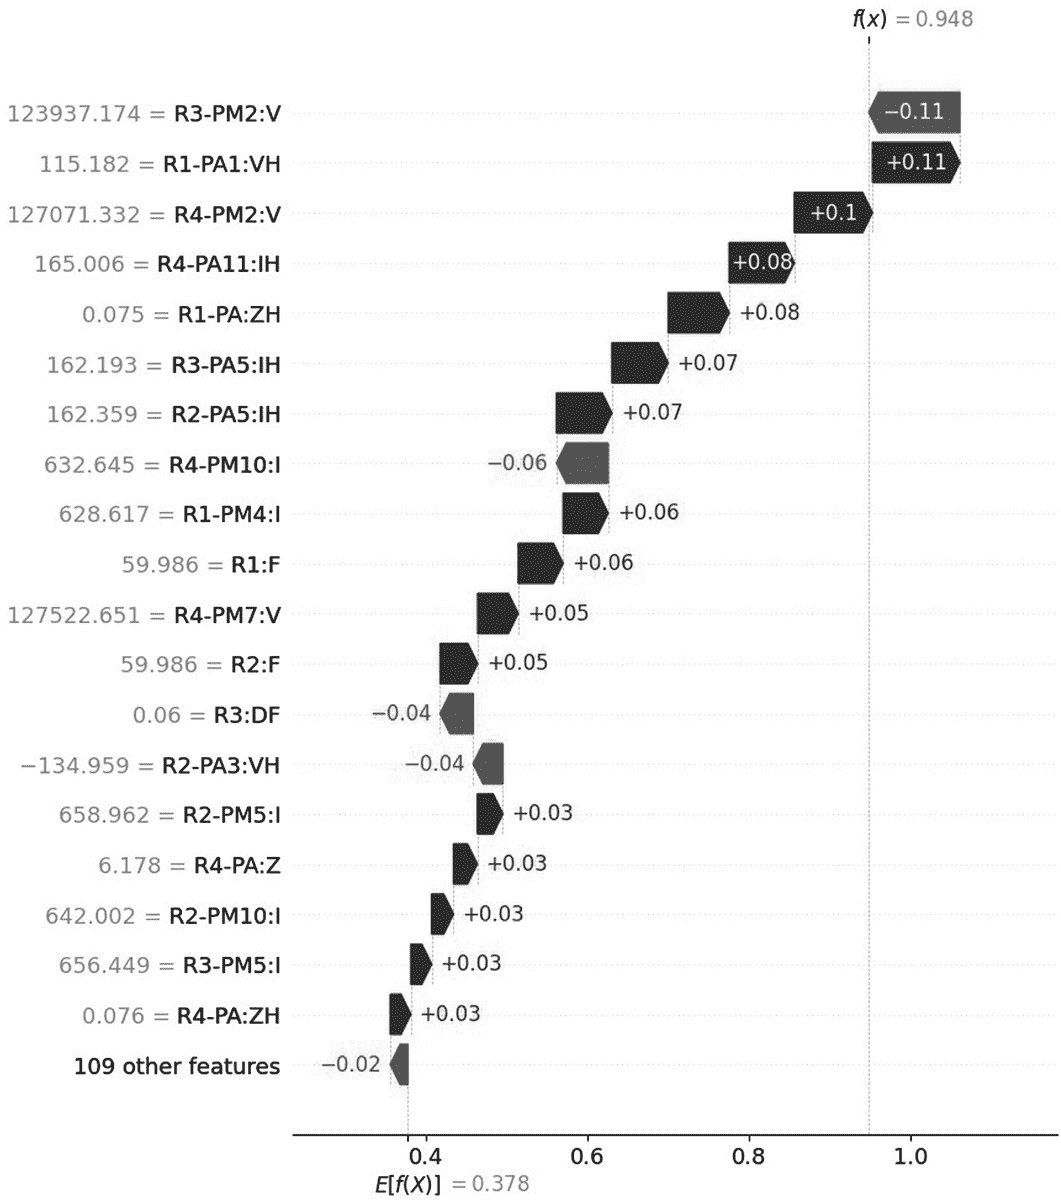 f(x) = 0.948
123937.174 = R3-PM2:V −0.11
115.182 = R1-PA1:VH +0.11
127071.332 = R4-PM2:V +0.1
165.006 = R4-PA11:IH +0.08
0.075 = R1-PA:ZH +0.08
162.193 = R3-PA5:IH +0.07
162.359 = R2-PA5:IH +0.07
632.645 = R4-PM10:I −0.06
628.617 = R1-PM4:I +0.06
59.986 = R1:F +0.06
127522.651 = R4-PM7:V +0.05
59.986 = R2:F +0.05
0.06 = R3:DF −0.04
−134.959 = R2-PA3:VH −0.04
658.962 = R2-PM5:I +0.03
6.178 = R4-PA:Z +0.03
642.002 = R2-PM10:I +0.03
656.449 = R3-PM5:I +0.03
0.076 = R4-PA:ZH +0.03
109 other features −0.02
0.4 0.6 0.8 1.0
E[f(X)] = 0.378